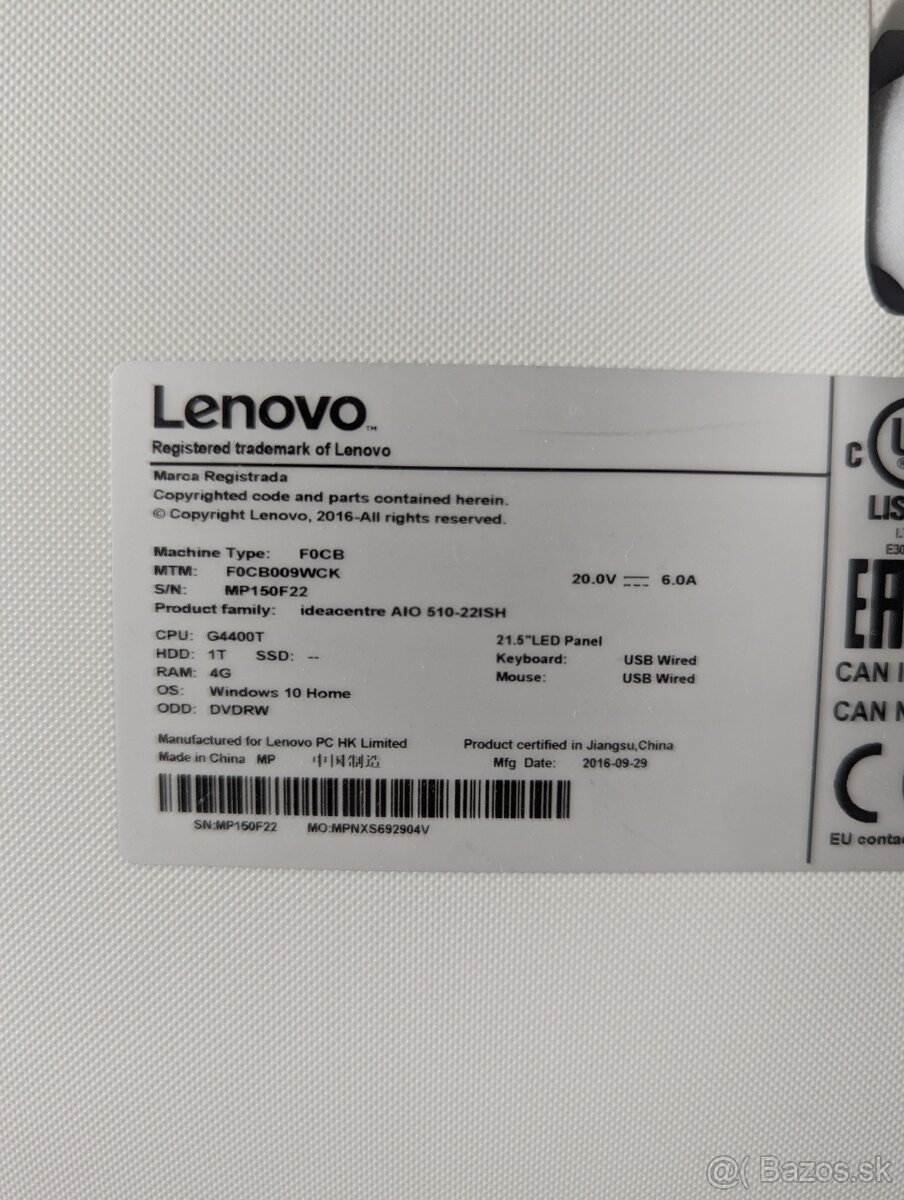 Lenovo™
Registered trademark of Lenovo
Marca Registrada
Copyrighted code and parts contained herein.
© Copyright Lenovo, 2016-All rights reserved.
Machine Type: F0CB
MTM: F0CB009WCK
S/N: MP150F22
Product family: ideacentre AIO 510-22ISH
20.0V 6.0A
CPU: G4400T
HDD: 1T SSD: --
RAM: 4G
OS: Windows 10 Home
ODD: DVDRW
21.5"LED Panel
Keyboard: USB Wired
Mouse: USB Wired
Manufactured for Lenovo PC HK Limited
Made in China MP 中国制造
Product certified in Jiangsu,China
Mfg Date: 2016-09-29
SN:MP150F22 MO:MPNXS692904V
C
LIS
E30
CAN
CAN
EU
@( Bazos.sk